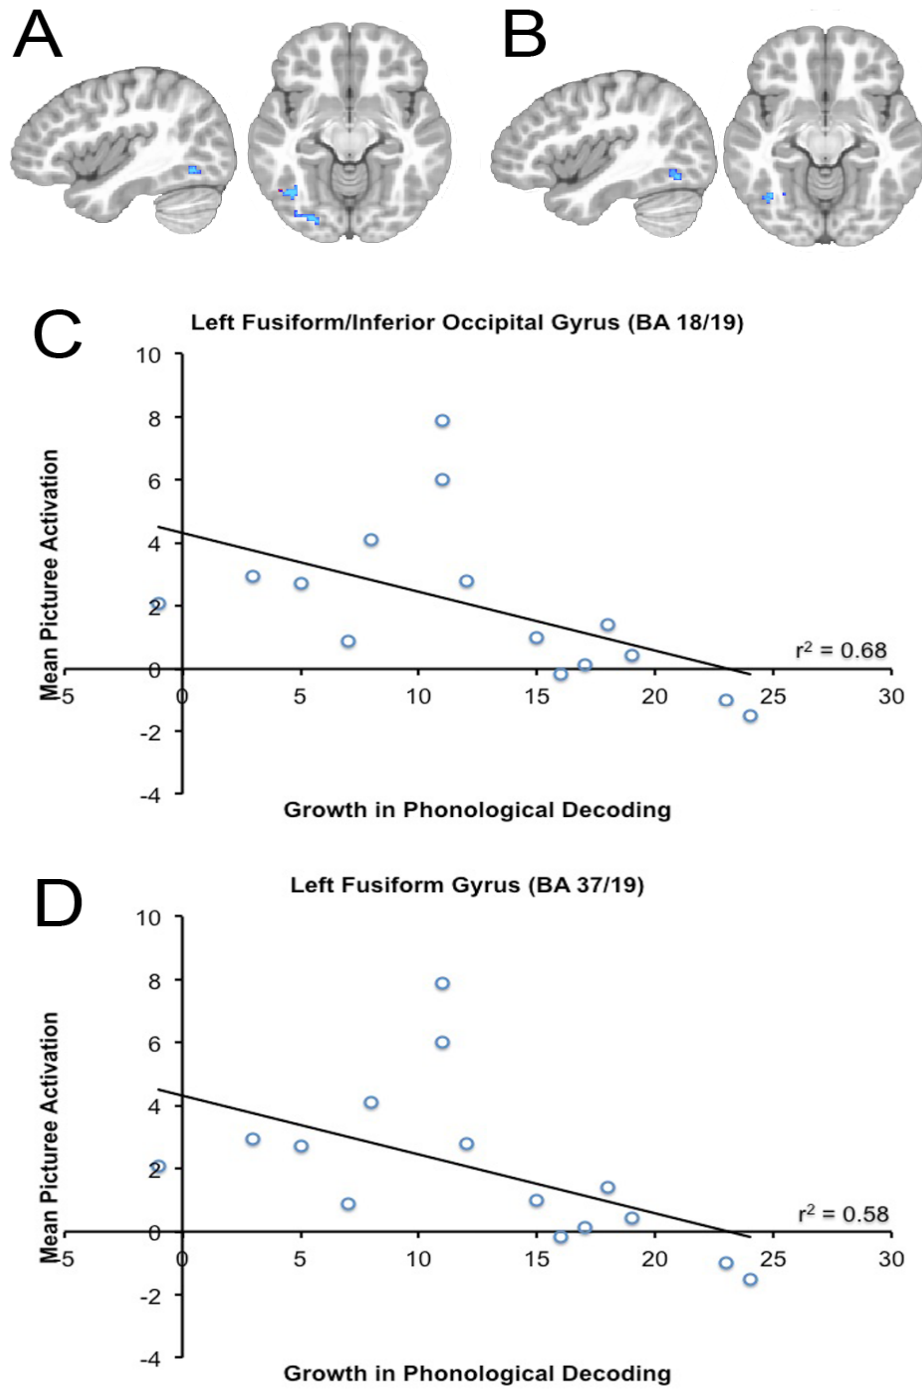 A
B
C
Left Fusiform/Inferior Occipital Gyrus (BA 18/19)
10
8
6
4
2
0
-2
-4
Mean Picturee Activation
-5
0
5
10
15
20
25
30
r² = 0.68
Growth in Phonological Decoding
D
Left Fusiform Gyrus (BA 37/19)
10
8
6
4
2
0
-2
-4
Mean Picturee Activation
-5
0
5
10
15
20
25
30
r² = 0.58
Growth in Phonological Decoding